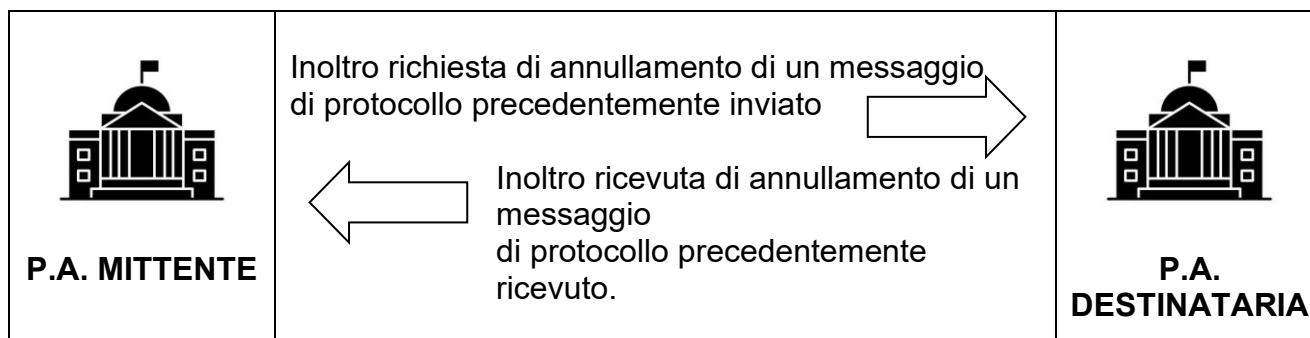 Inoltro richiesta di annullamento di un messaggio
di protocollo precedentemente inviato
Inoltro ricevuta di annullamento di un
messaggio
di protocollo precedentemente
ricevuto.
P.A. MITTENTE
P.A.
DESTINATARIA